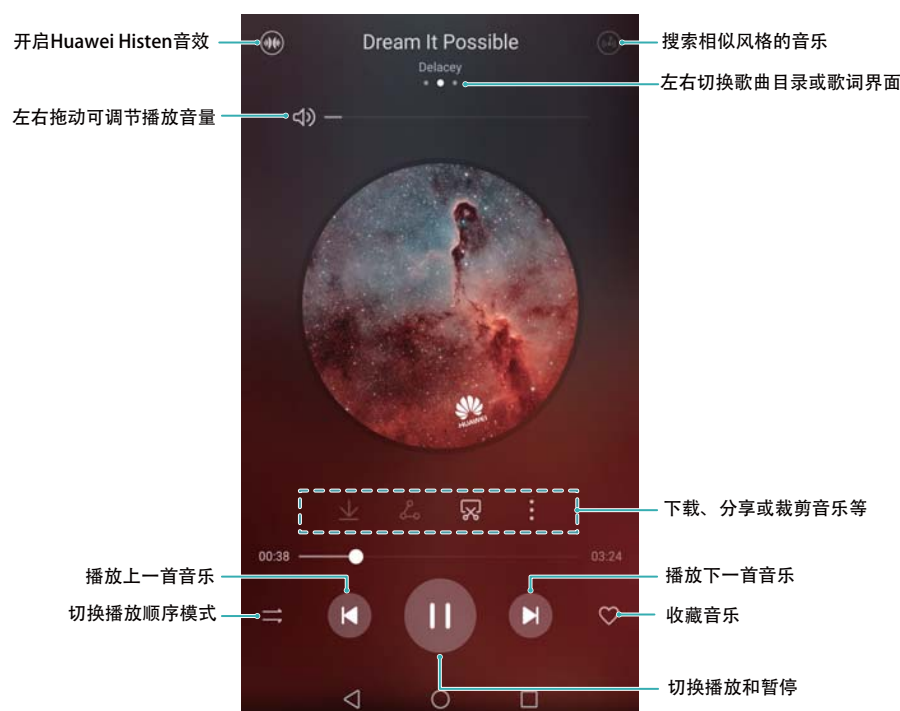 开启Huawei Histen音效
Dream It Possible
搜索相似风格的音乐
Delacey
左右切换歌曲目录或歌词界面
左右拖动可调节播放音量
HUAWEI
下载、分享或裁剪音乐等
00:38
03:24
播放上一首音乐
播放下一首音乐
切换播放顺序模式
收藏音乐
切换播放和暂停